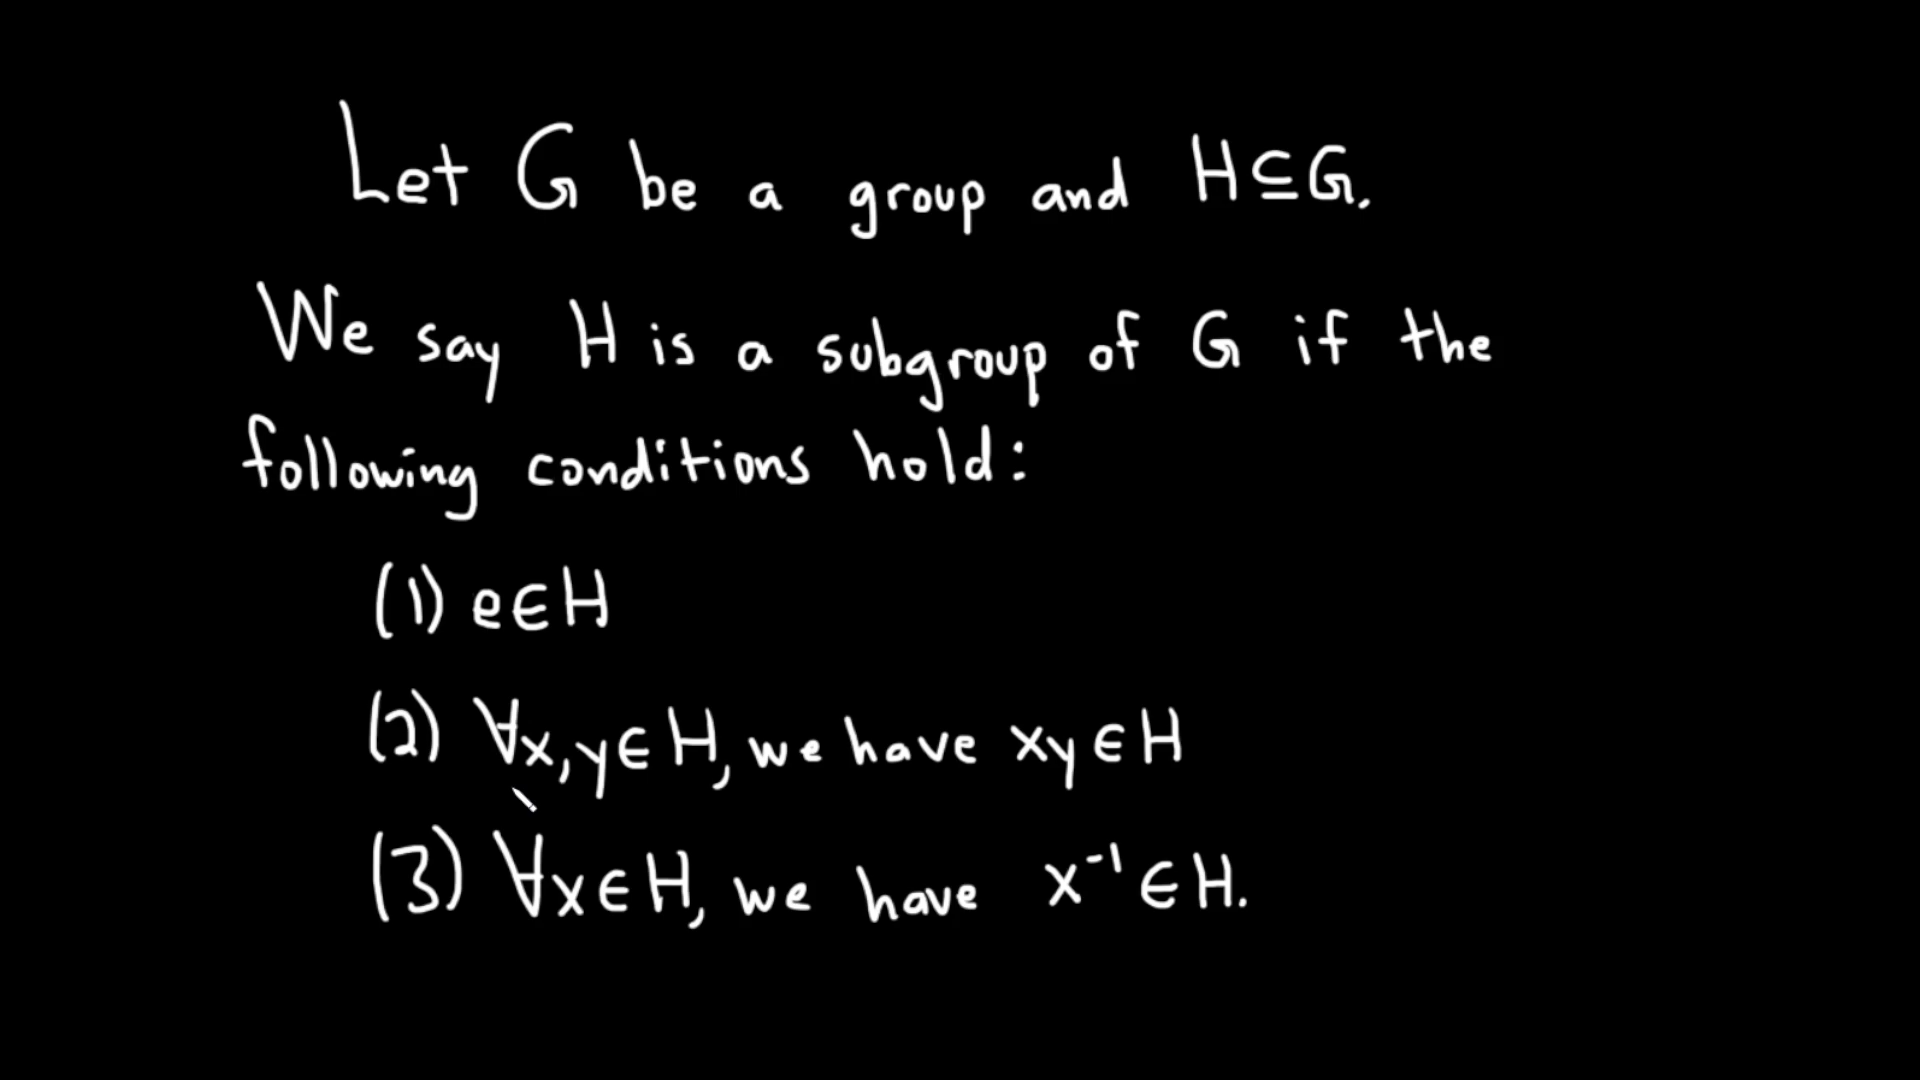 Let G be a group and H⊆G.
We say H is a subgroup of G if the
following conditions hold:
(1) e∈H
(2) ∀x,y∈H, we have xy∈H
(3) ∀x∈H, we have x⁻¹∈H.